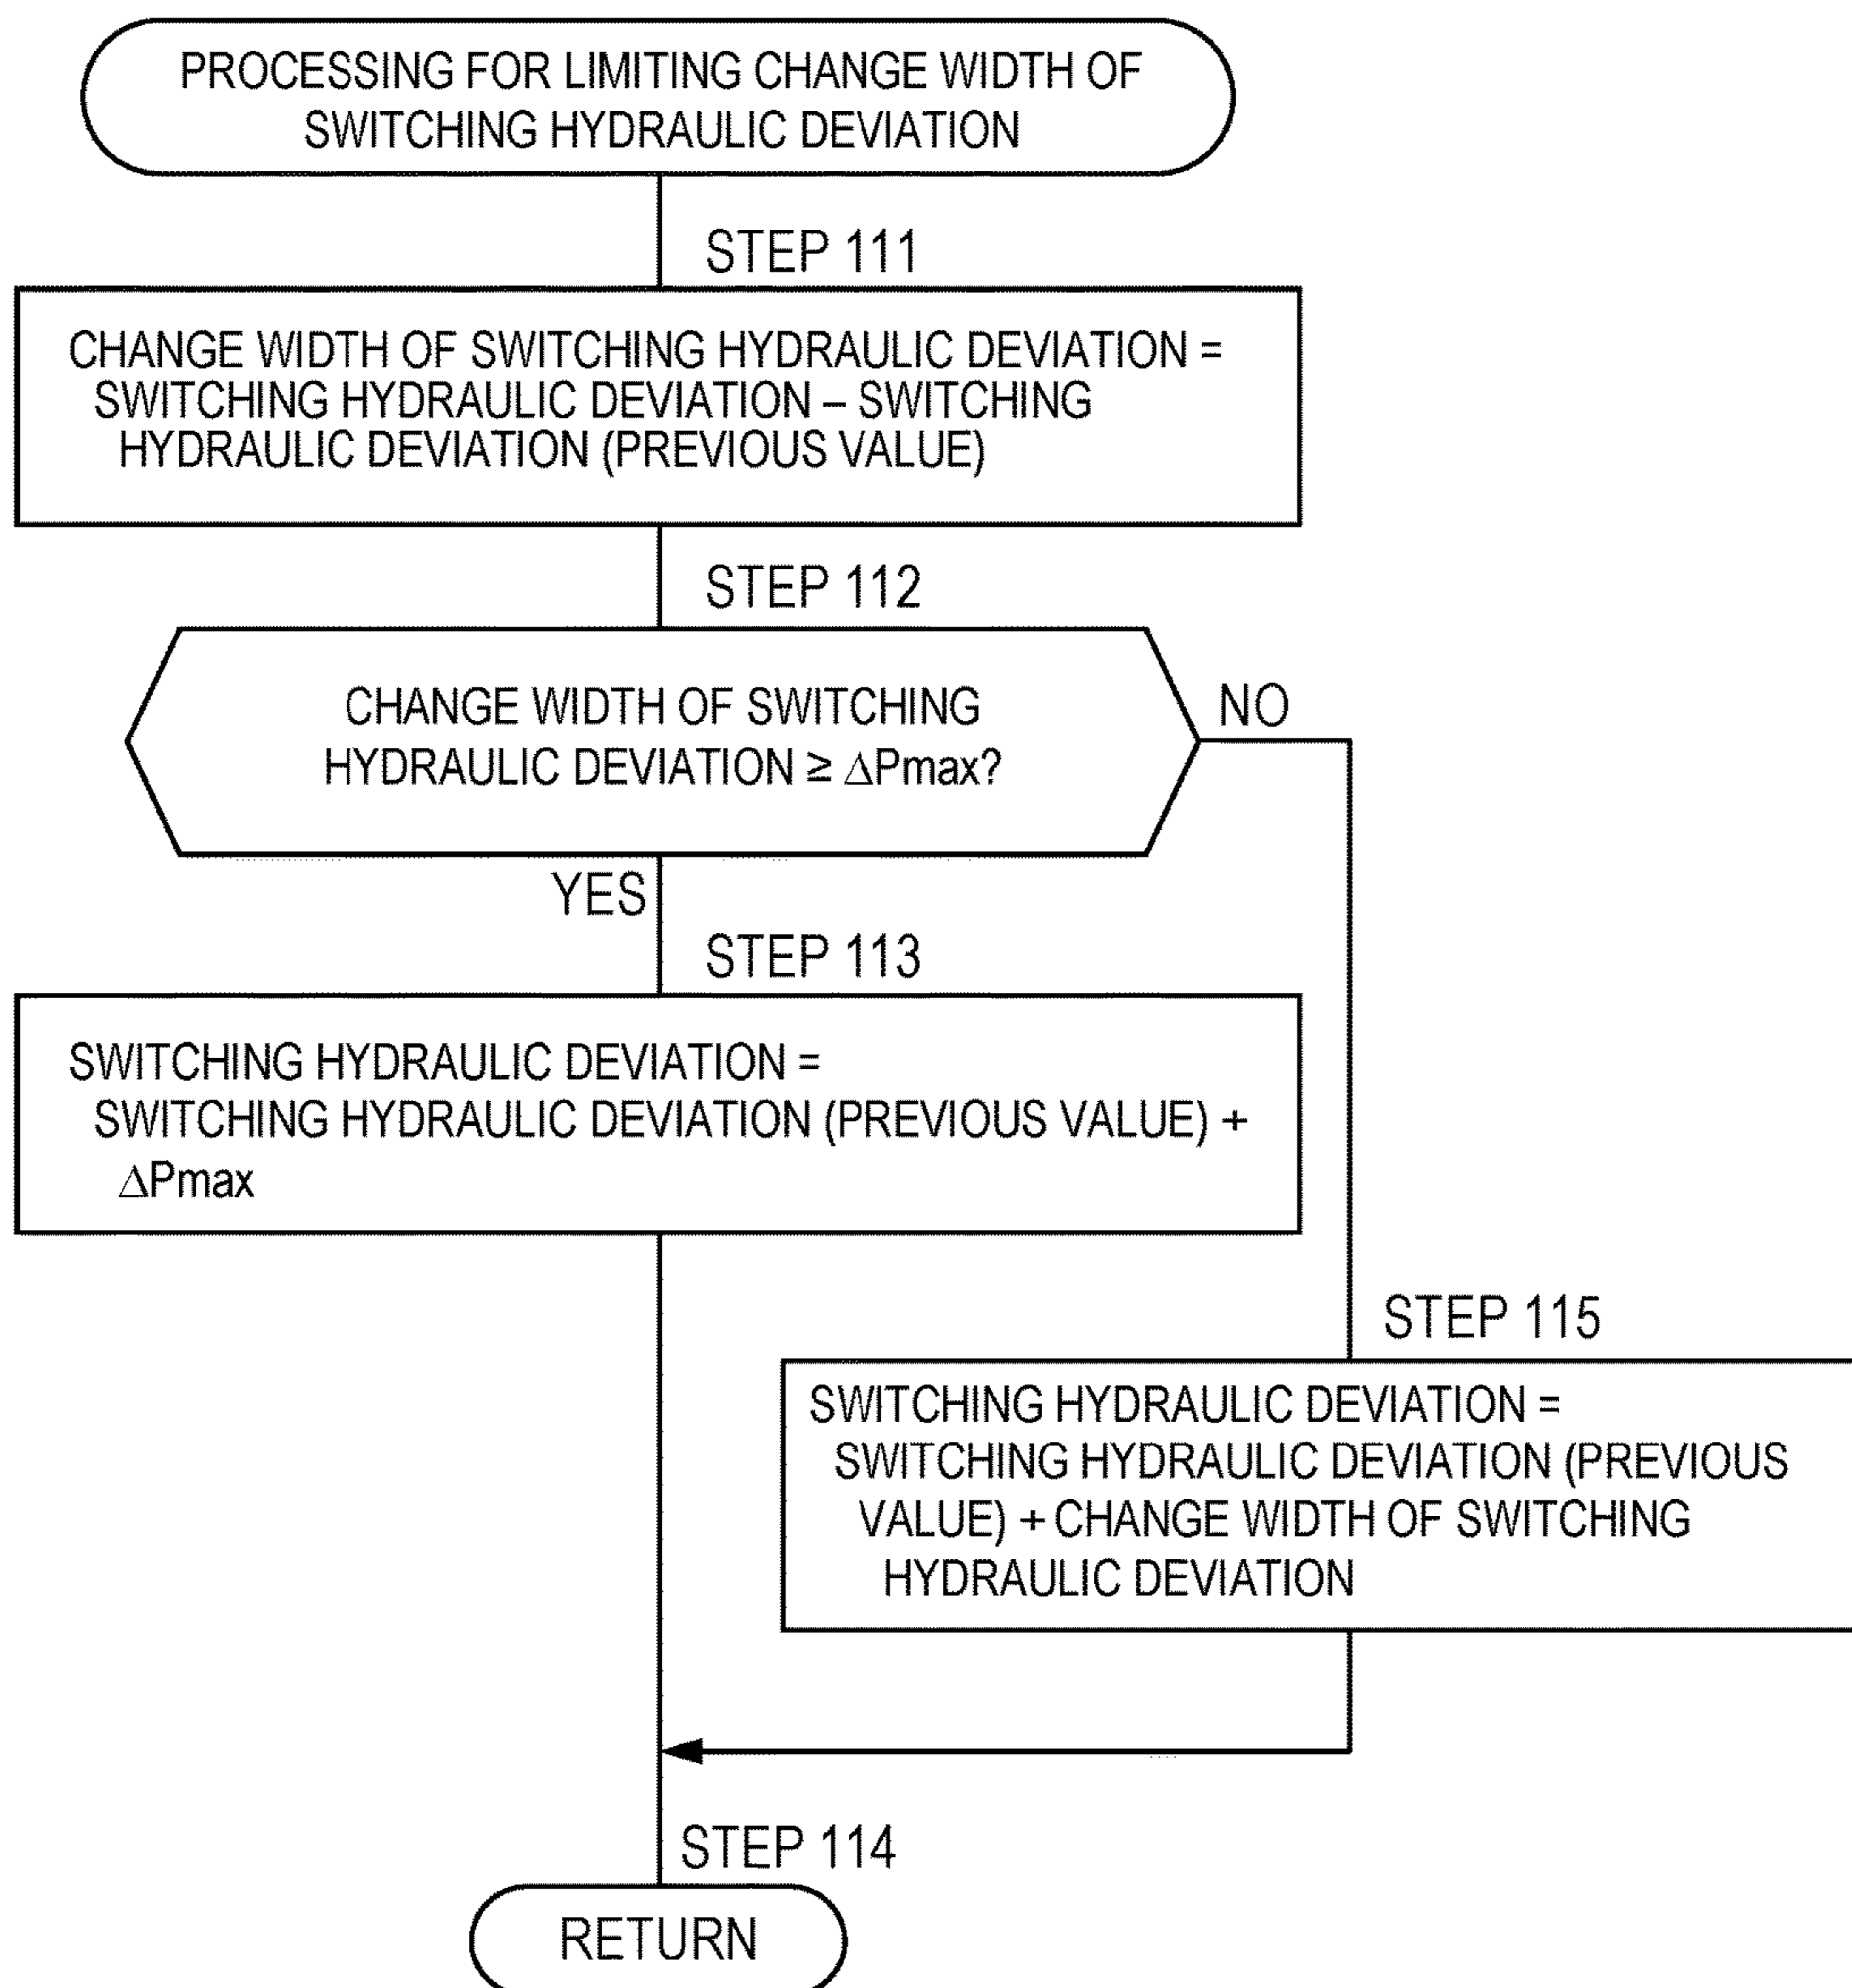 PROCESSING FOR LIMITING CHANGE WIDTH OF
SWITCHING HYDRAULIC DEVIATION
STEP 111
CHANGE WIDTH OF SWITCHING HYDRAULIC DEVIATION =
SWITCHING HYDRAULIC DEVIATION – SWITCHING
HYDRAULIC DEVIATION (PREVIOUS VALUE)
STEP 112
CHANGE WIDTH OF SWITCHING
HYDRAULIC DEVIATION ≥ ΔPmax?
NO
YES
STEP 113
SWITCHING HYDRAULIC DEVIATION =
SWITCHING HYDRAULIC DEVIATION (PREVIOUS VALUE) +
ΔPmax
STEP 115
SWITCHING HYDRAULIC DEVIATION =
SWITCHING HYDRAULIC DEVIATION (PREVIOUS
VALUE) + CHANGE WIDTH OF SWITCHING
HYDRAULIC DEVIATION
STEP 114
RETURN